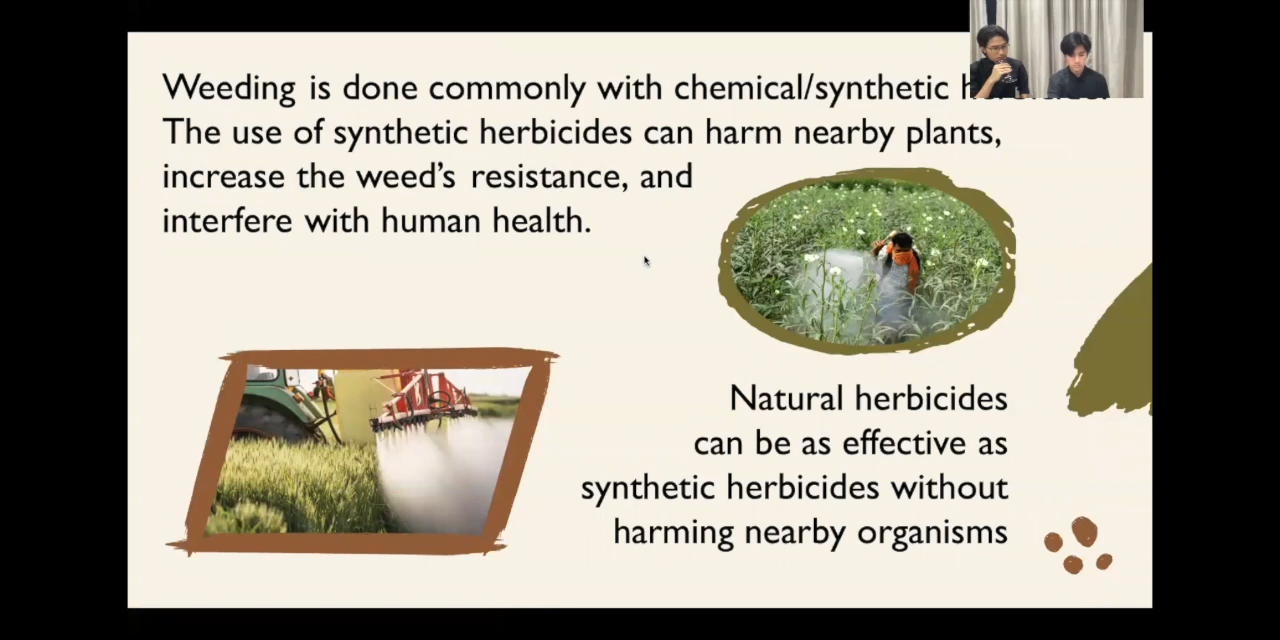 Weeding is done commonly with chemical/synthetic
The use of synthetic herbicides can harm nearby plants,
increase the weed's resistance, and
interfere with human health.
Natural herbicides
can be as effective as
synthetic herbicides without
harming nearby organisms